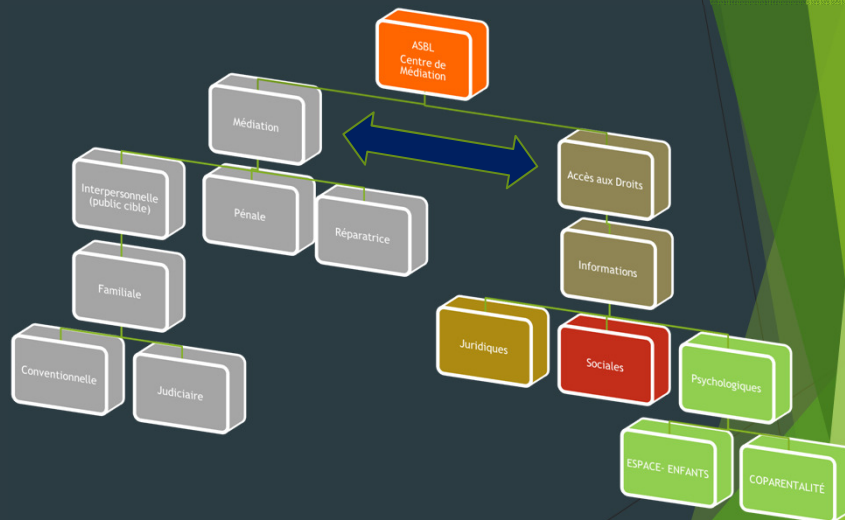 ASBL
Centre de
Médiation
Médiation
Accès aux Droits
Interpersonnelle
(public cible)
Pénale
Réparatrice
Informations
Familiale
Juridiques
Sociales
Psychologiques
Conventionnelle
Judiciaire
ESPACE- ENFANTS
COPARENTALITÉ